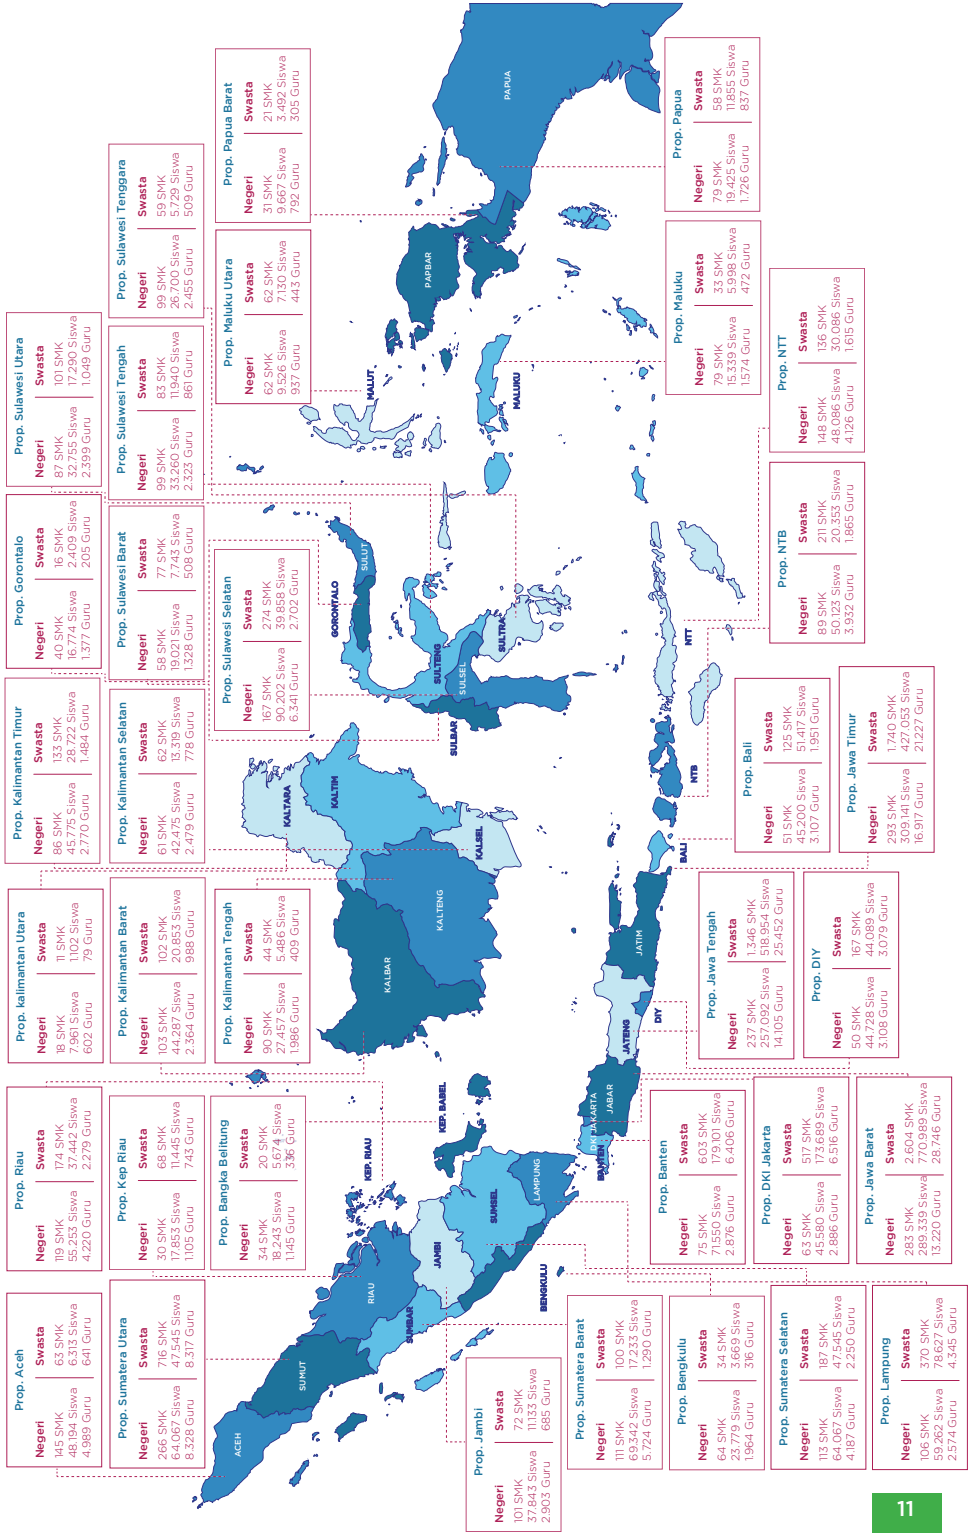 Prop. Aceh
Negeri
145 SMK
48.194 Siswa
4.989 Guru
Swasta
63 SMK
6.313 Siswa
641 Guru
Prop. Riau
Negeri
119 SMK
55.253 Siswa
4.220 Guru
Swasta
174 SMK
37.442 Siswa
2.279 Guru
Prop. kalimantan Utara
Negeri
18 SMK
7.961 Siswa
602 Guru
Swasta
11 SMK
1.102 Siswa
79 Guru
Prop. Kalimantan Timur
Negeri
86 SMK
45.775 Siswa
2.770 Guru
Swasta
133 SMK
28.722 Siswa
1.484 Guru
Prop. Gorontalo
Negeri
40 SMK
16.774 Siswa
1.377 Guru
Swasta
16 SMK
2.409 Siswa
205 Guru
Prop. Sulawesi Utara
Negeri
87 SMK
32.755 Siswa
2.399 Guru
Swasta
101 SMK
17.290 Siswa
1.049 Guru
Prop. Sumatera Utara
Negeri
266 SMK
64.067 Siswa
8.328 Guru
Swasta
716 SMK
47.545 Siswa
8.317 Guru
Prop. Kep Riau
Negeri
30 SMK
17.853 Siswa
1.105 Guru
Swasta
68 SMK
11.445 Siswa
743 Guru
Prop. Kalimantan Barat
Negeri
103 SMK
44.287 Siswa
2.364 Guru
Swasta
102 SMK
20.853 Siswa
988 Guru
Prop. Kalimantan Selatan
Negeri
61 SMK
42.475 Siswa
2.479 Guru
Swasta
62 SMK
13.319 Siswa
778 Guru
Prop. Sulawesi Barat
Negeri
58 SMK
19.021 Siswa
1.328 Guru
Swasta
77 SMK
7.743 Siswa
508 Guru
Prop. Sulawesi Tengah
Negeri
99 SMK
33.260 Siswa
2.323 Guru
Swasta
83 SMK
11.940 Siswa
861 Guru
Prop. Sulawesi Tenggara
Negeri
99 SMK
26.700 Siswa
2.455 Guru
Swasta
59 SMK
5.729 Siswa
509 Guru
Prop. Bangka Belitung
Negeri
34 SMK
18.243 Siswa
1.145 Guru
Swasta
20 SMK
5.674 Siswa
336 Guru
Prop. Kalimantan Tengah
Negeri
90 SMK
27.457 Siswa
1.986 Guru
Swasta
44 SMK
5.486 Siswa
409 Guru
Prop. Sulawesi Selatan
Negeri
167 SMK
90.202 Siswa
6.341 Guru
Swasta
274 SMK
39.858 Siswa
2.702 Guru
Prop. Maluku Utara
Negeri
62 SMK
9.526 Siswa
937 Guru
Swasta
62 SMK
7.130 Siswa
443 Guru
Prop. Papua Barat
Negeri
31 SMK
9.667 Siswa
792 Guru
Swasta
21 SMK
3.492 Siswa
305 Guru
ACEH
SUMUT
RIAU
KEP. RIAU
SUMBAR
JAMBI
KEP. BABEL
SUMSEL
BENGKULU
LAMPUNG
BANTEN
DKI JAKARTA
JABAR
JATENG
DIY
JATIM
BALI
NTB
NTT
KALBAR
KALTENG
KALSEL
KALTARA
KALTIM
SULBAR
SULSEL
SULTENG
SULTRA
GORONTALO
SULUT
MALUT
MALUKU
PAPBAR
PAPUA
Prop. Jambi
Negeri
101 SMK
37.843 Siswa
2.903 Guru
Swasta
72 SMK
11.133 Siswa
685 Guru
Prop. Sumatera Barat
Negeri
111 SMK
69.342 Siswa
5.724 Guru
Swasta
100 SMK
17.233 Siswa
1.290 Guru
Prop. Bengkulu
Negeri
64 SMK
23.779 Siswa
1.964 Guru
Swasta
34 SMK
3.669 Siswa
316 Guru
Prop. Sumatera Selatan
Negeri
113 SMK
64.067 Siswa
4.187 Guru
Swasta
187 SMK
47.545 Siswa
2.250 Guru
Prop. Lampung
Negeri
106 SMK
59.262 Siswa
2.574 Guru
Swasta
370 SMK
78.627 Siswa
4.345 Guru
Prop. Banten
Negeri
75 SMK
71.550 Siswa
2.876 Guru
Swasta
603 SMK
179.101 Siswa
6.406 Guru
Prop. DKI Jakarta
Negeri
63 SMK
45.580 Siswa
2.886 Guru
Swasta
517 SMK
173.689 Siswa
6.516 Guru
Prop. Jawa Barat
Negeri
283 SMK
289.339 Siswa
13.220 Guru
Swasta
2.604 SMK
770.989 Siswa
28.746 Guru
Prop. Jawa Tengah
Negeri
237 SMK
257.092 Siswa
14.105 Guru
Swasta
1.346 SMK
518.954 Siswa
25.452 Guru
Prop. DIY
Negeri
50 SMK
44.728 Siswa
3.108 Guru
Swasta
167 SMK
44.089 Siswa
3.079 Guru
Prop. Bali
Negeri
51 SMK
45.200 Siswa
3.107 Guru
Swasta
125 SMK
51.417 Siswa
1.951 Guru
Prop. Jawa Timur
Negeri
293 SMK
309.141 Siswa
16.917 Guru
Swasta
1.740 SMK
427.053 Siswa
21.227 Guru
Prop. NTB
Negeri
89 SMK
50.123 Siswa
3.932 Guru
Swasta
211 SMK
20.353 Siswa
1.865 Guru
Prop. NTT
Negeri
148 SMK
48.086 Siswa
4.126 Guru
Swasta
136 SMK
30.086 Siswa
1.615 Guru
Prop. Maluku
Negeri
79 SMK
15.339 Siswa
1.574 Guru
Swasta
33 SMK
5.998 Siswa
472 Guru
Prop. Papua
Negeri
79 SMK
19.425 Siswa
1.726 Guru
Swasta
58 SMK
11.855 Siswa
837 Guru
11